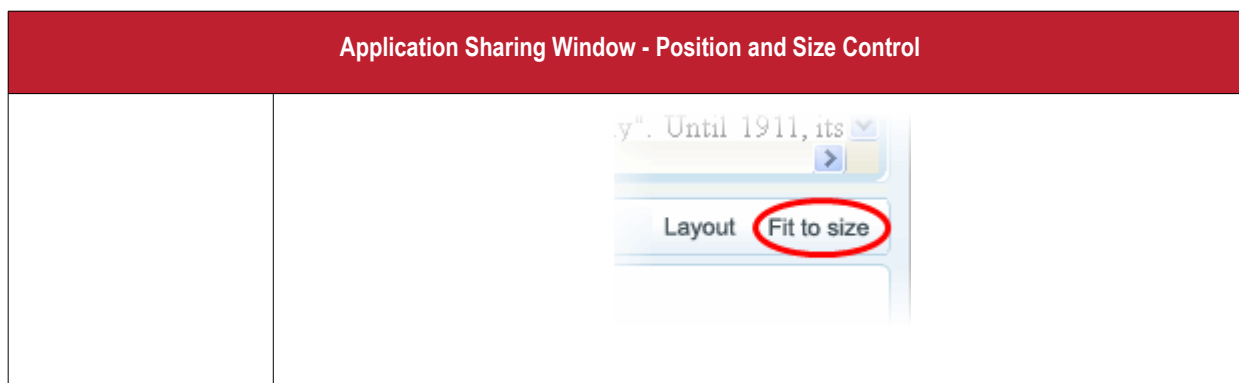 Application Sharing Window - Position and Size Control
y". Until 1911, its
Layout Fit to size